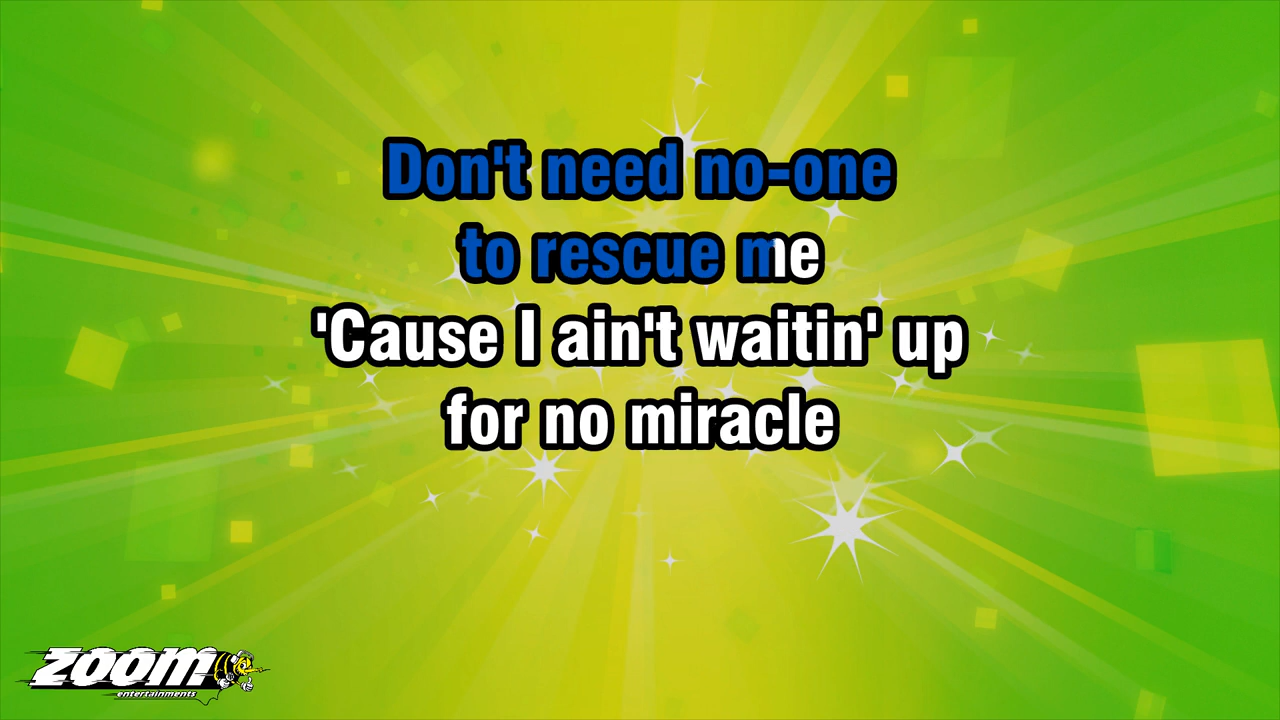 Don't need no-one
to rescue me
'Cause I ain't waitin' up
for no miracle
zoom
entertainments